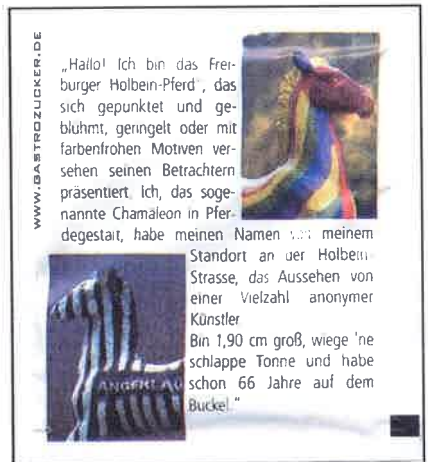 WWW.GASTROZUCKER.DE
„Hallo! Ich bin das Frei-
burger Holbein-Pferd", das
sich gepunktet und ge-
blühmt, geringelt oder mit
farbenfrohen Motiven ver-
sehen seinen Betrachtern
präsentiert. Ich, das soge-
nannte Chamäleon in Pfer-
degestalt, habe meinen Namen meinem
Standort an der Holbein-
Strasse, das Aussehen von
einer Vielzahl anonymer
Künstler.
Bin 1,90 cm groß, wiege 'ne
schlappe Tonne und habe
schon 66 Jahre auf dem
Buckel."